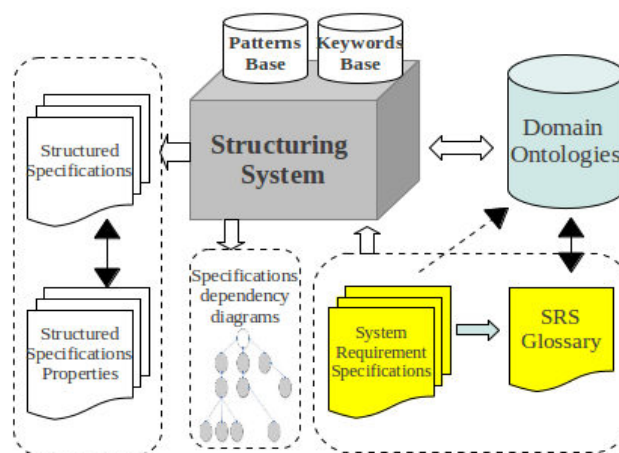 Patterns
Base
Keywords
Base
Structuring
System
Domain
Ontologies
Structured
Specifications
Structured
Specifications
Properties
Specifications
dependency
diagrams
System
Requirement
Specifications
SRS
Glossary